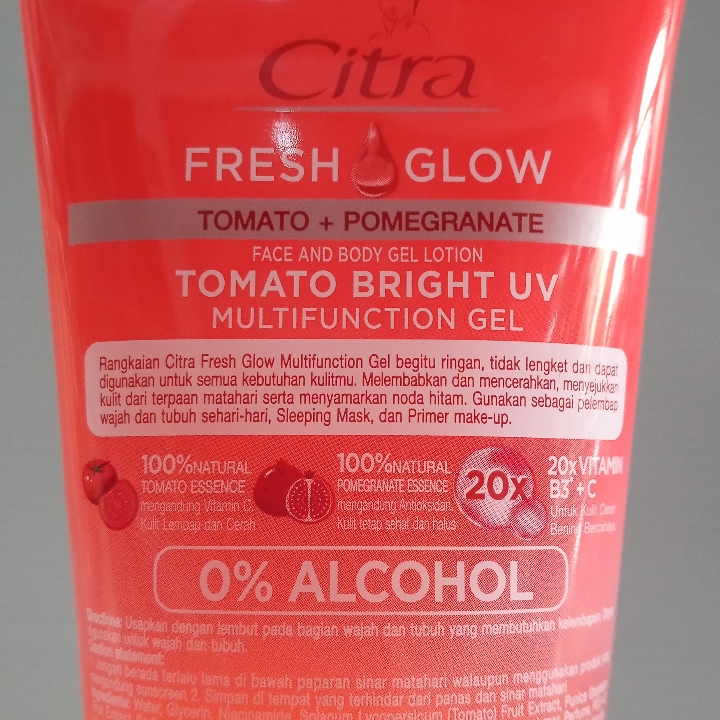 Citra
FRESH GLOW
TOMATO + POMEGRANATE
FACE AND BODY GEL LOTION
TOMATO BRIGHT UV
MULTIFUNCTION GEL
Rangkaian Citra Fresh Glow Multifunction Gel begitu ringan, tidak lengket dan dapat
digunakan untuk semua kebutuhan kulitmu. Melembabkan dan mencerahkan, menyejukkan
kulit dari terpaan matahari serta menyamarkan noda hitam. Gunakan sebagai pelembap
wajah dan tubuh sehari-hari, Sleeping Mask, dan Primer make-up.
100% NATURAL
TOMATO ESSENCE
mengandung Vitamin C.
Kulit Lembap dan Cerah
100% NATURAL
POMEGRANATE ESSENCE
mengandung Antioksidan.
Kulit tetap sehat dan halus
20x
20x VITAMIN
B3* + C
Untuk Kulit Cerah
Bening Bercahaya
0% ALCOHOL
Directions: Usapkan dengan lembut pada bagian wajah dan tubuh yang membutuhkan kelembapan. Dapat
digunakan untuk wajah dan tubuh.
Caution statement:
1. Jangan berada terlalu lama di bawah paparan sinar matahari walaupun menggunakan produk
mengandung sunscreen 2. Simpan di tempat yang terhindar dari panas dan sinar matahari
Ingredients: Water, Glycerin, Niacinamide, Solanum Lycopersicum (Tomato) Fruit Extract, Punica